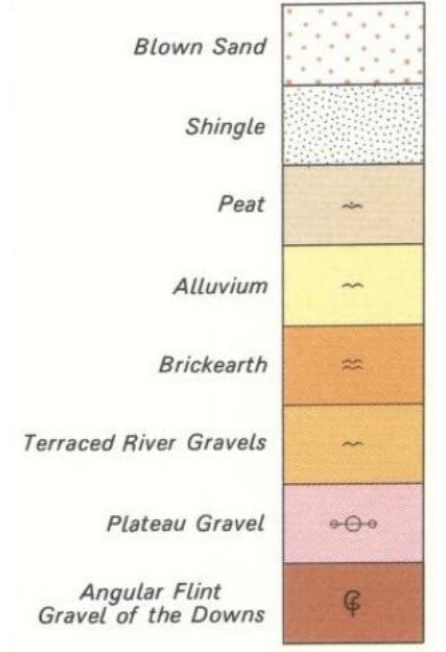 Blown Sand
Shingle
Peat
Alluvium
Brickearth
Terraced River Gravels
Plateau Gravel
Angular Flint
Gravel of the Downs